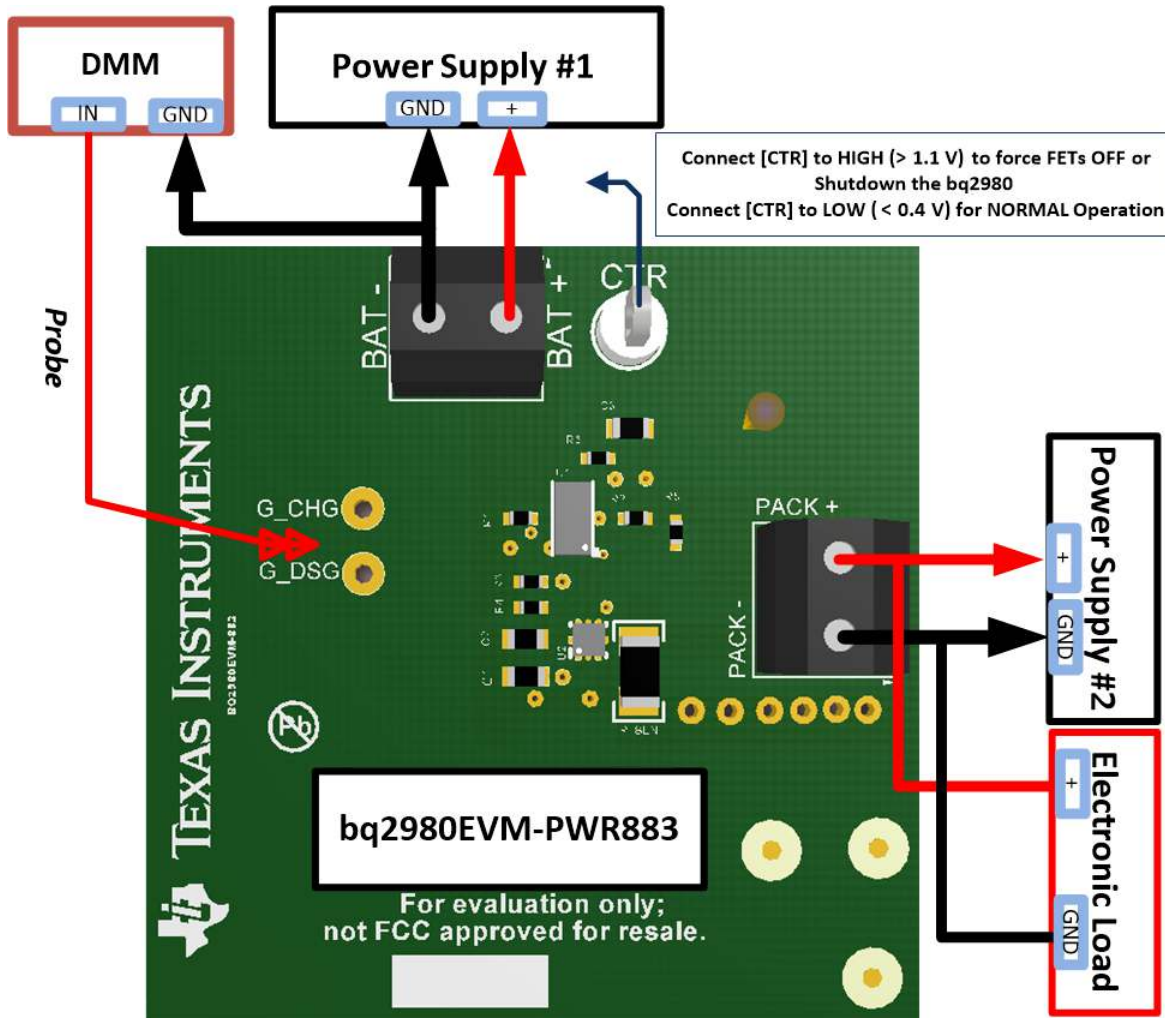 DMM
IN
GND
Power Supply #1
GND
+
Connect [CTR] to HIGH (> 1.1 V) to force FETs OFF or
Shutdown the bq2980
Connect [CTR] to LOW ( < 0.4 V) for NORMAL Operation
Probe
BAT -
BAT +
CTR
TEXAS INSTRUMENTS
BQ2980EVM-883
G_CHG
G_DSG
PACK +
PACK -
Power Supply #2
+
GND
Electronic Load
+
GND
Pb
bq2980EVM-PWR883
For evaluation only;
not FCC approved for resale.